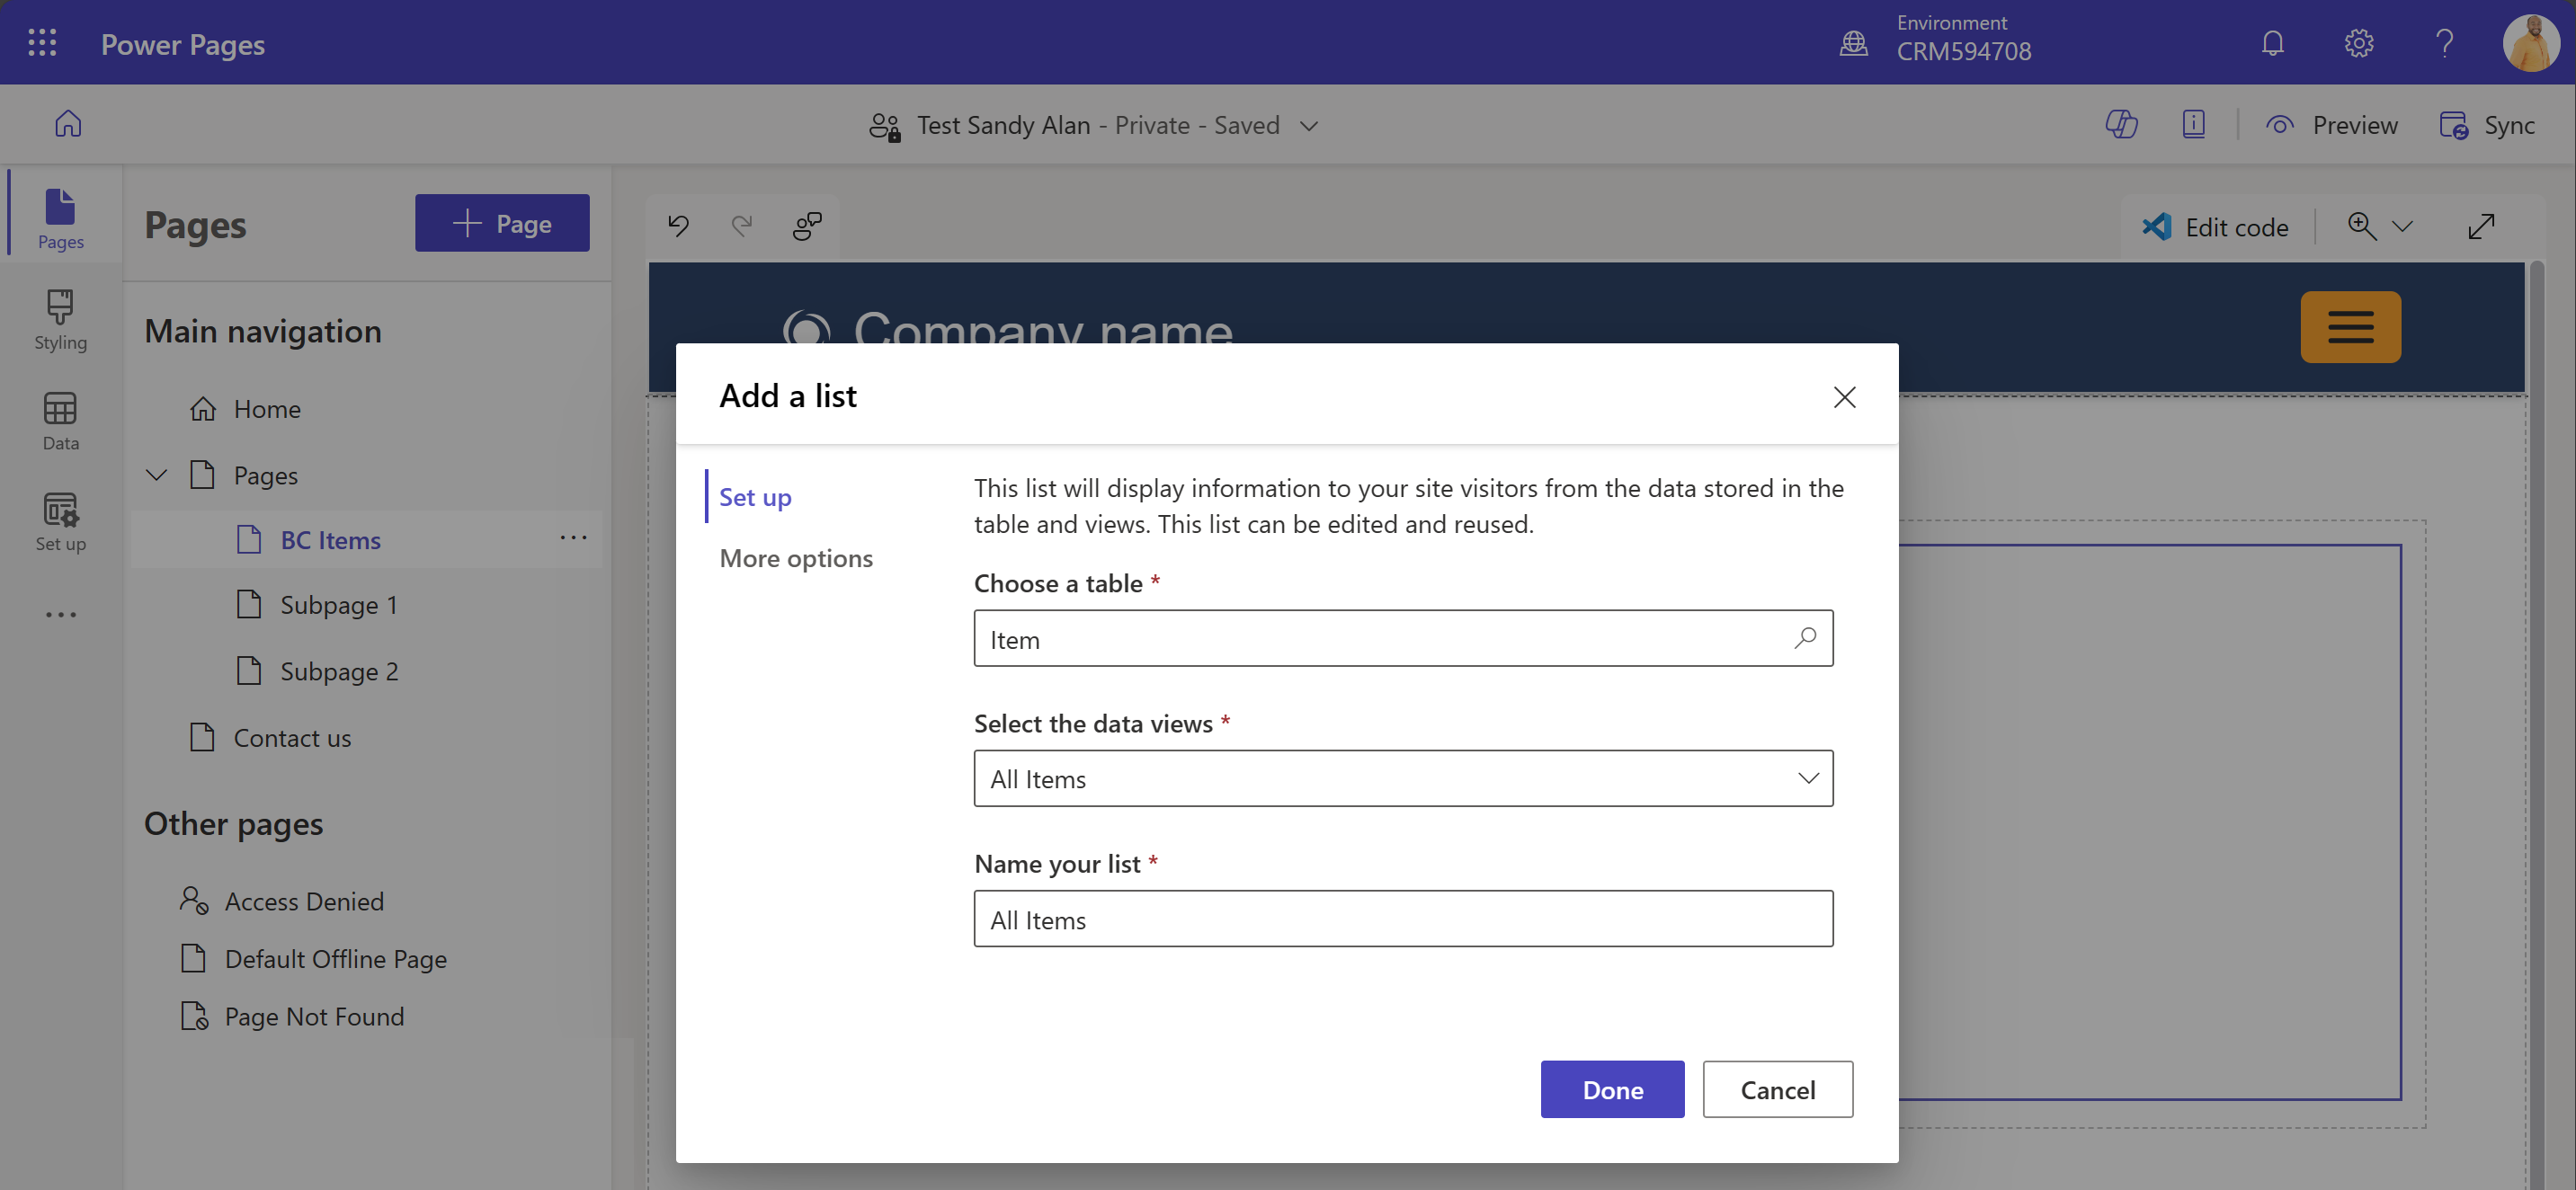 Power Pages
Environment
CRM594708
Test Sandy Alan - Private - Saved
Preview
Sync
Pages
Styling
Data
Set up
Pages
Page
Main navigation
Home
Pages
BC Items
Subpage 1
Subpage 2
Contact us
Other pages
Access Denied
Default Offline Page
Page Not Found
Edit code
Company name
Add a list
Set up
More options
This list will display information to your site visitors from the data stored in the
table and views. This list can be edited and reused.
Choose a table *
Item
Select the data views *
All Items
Name your list *
All Items
Done
Cancel